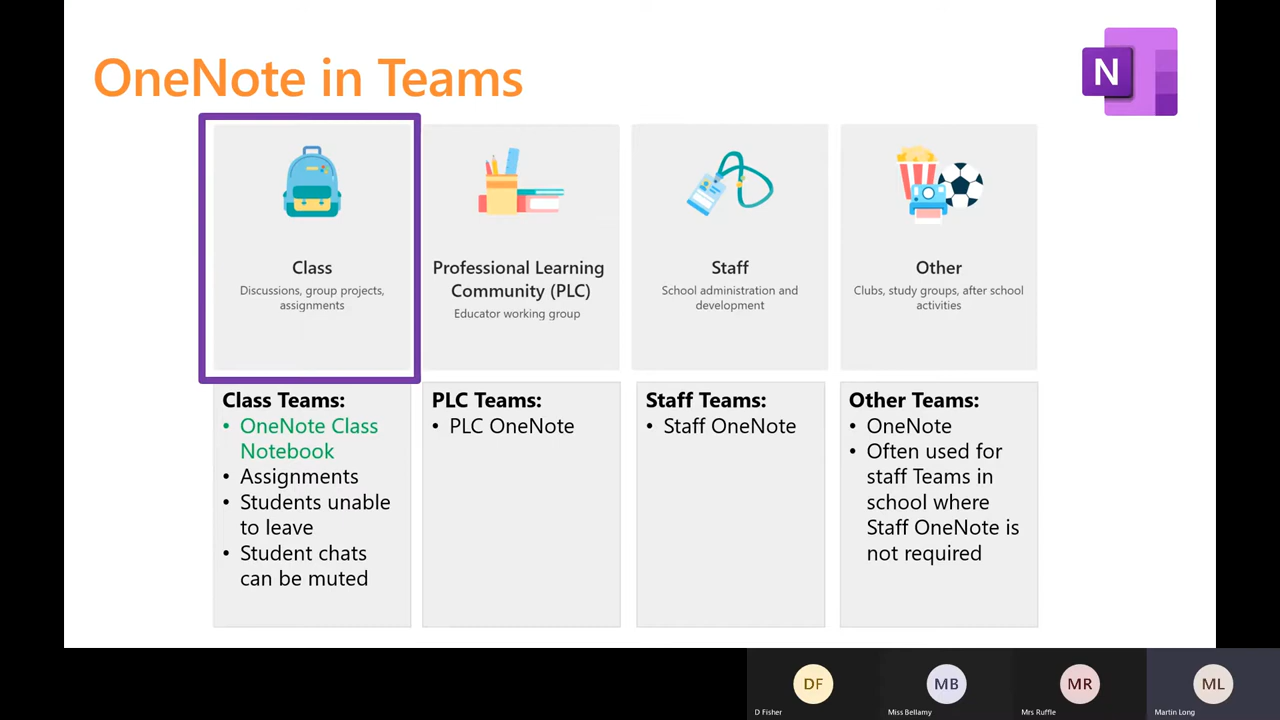 OneNote in Teams
N
Class
Discussions, group projects,
assignments
Professional Learning
Community (PLC)
Educator working group
Staff
School administration and
development
Other
Clubs, study groups, after school
activities
Class Teams:
• OneNote Class
Notebook
• Assignments
• Students unable
to leave
• Student chats
can be muted
PLC Teams:
• PLC OneNote
Staff Teams:
• Staff OneNote
Other Teams:
• OneNote
• Often used for
staff Teams in
school where
Staff OneNote is
not required
DF
D Fisher
MB
Miss Bellamy
MR
Mrs Ruffle
ML
Martin Long